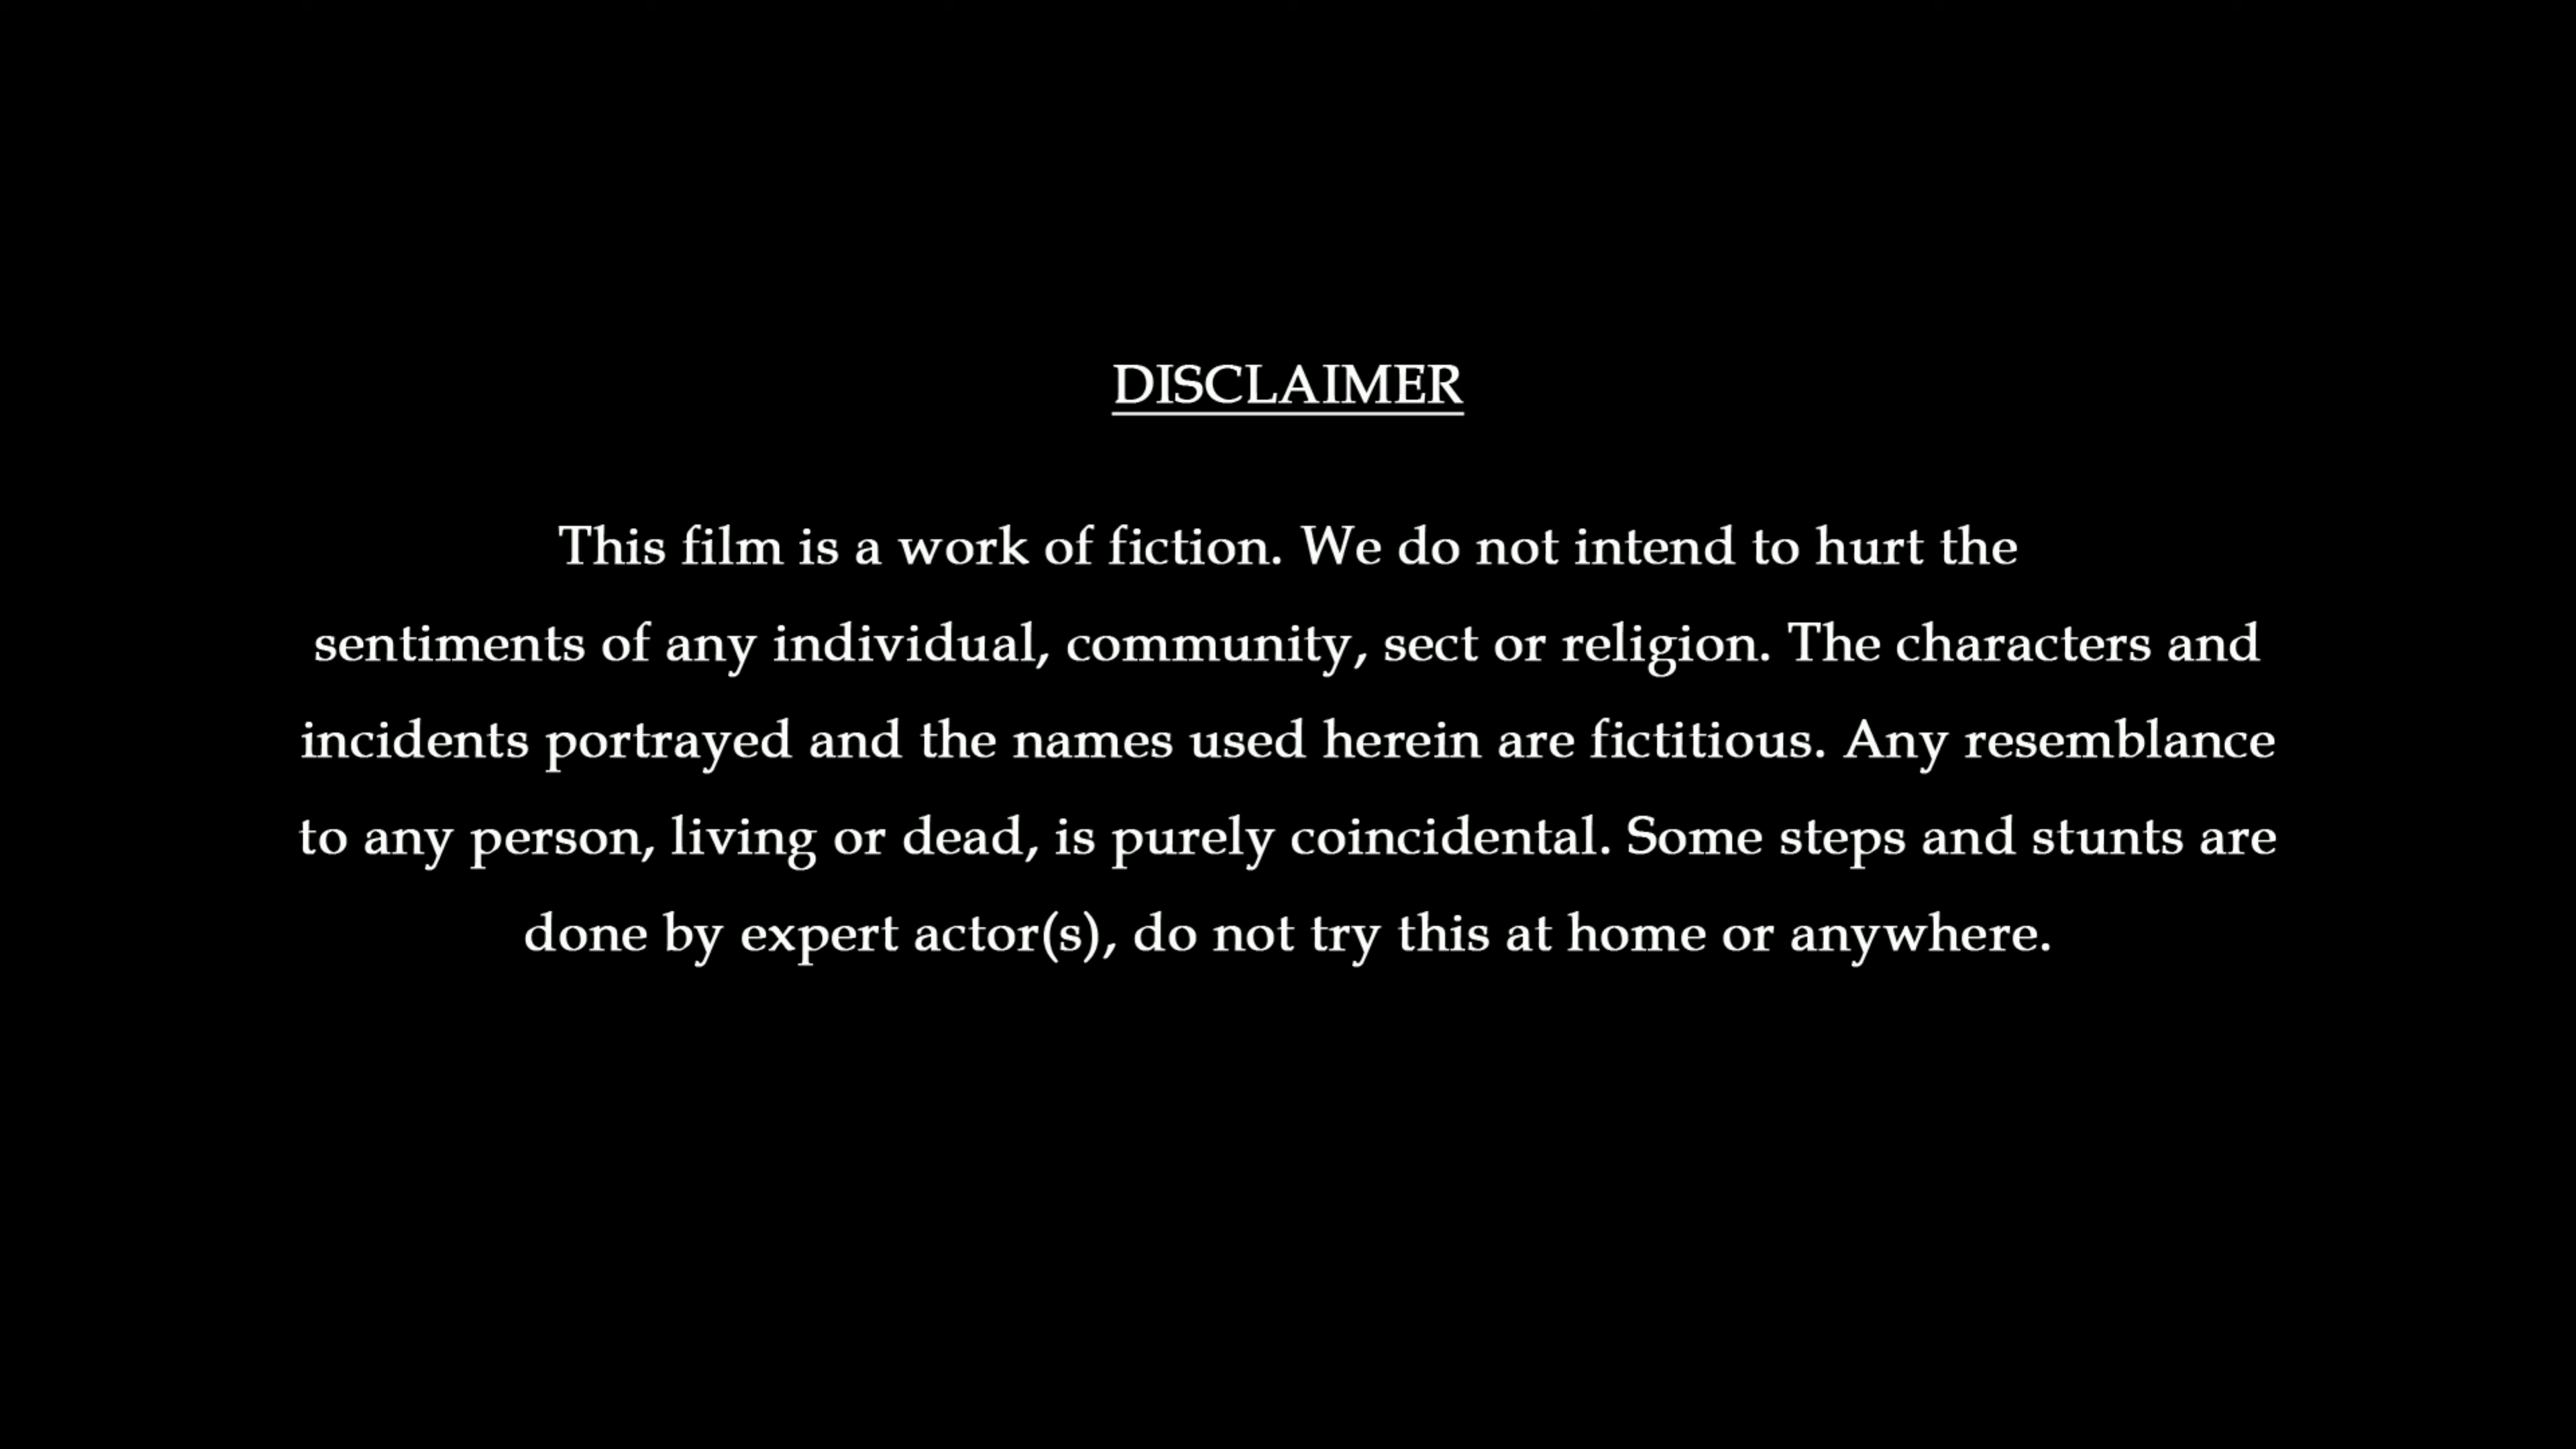 DISCLAIMER
This film is a work of fiction. We do not intend to hurt the
sentiments of any individual, community, sect or religion. The characters and
incidents portrayed and the names used herein are fictitious. Any resemblance
to any person, living or dead, is purely coincidental. Some steps and stunts are
done by expert actor(s), do not try this at home or anywhere.